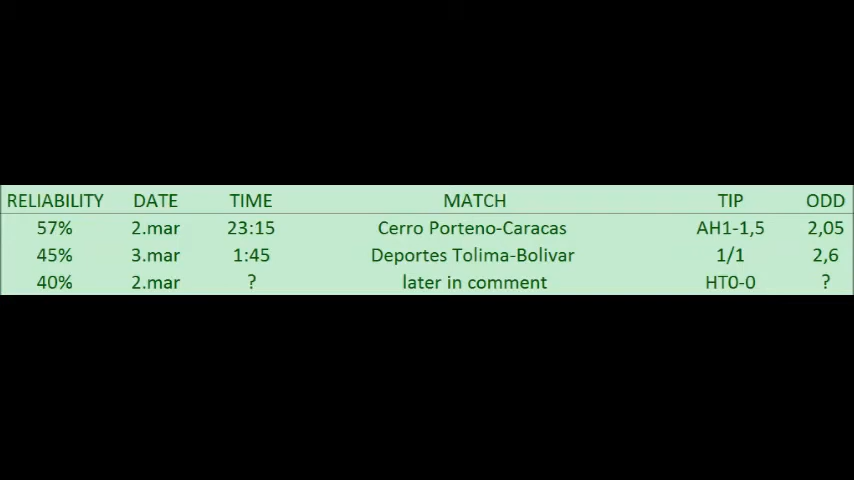 RELIABILITY DATE TIME MATCH TIP ODD
57% 2.mar 23:15 Cerro Porteno-Caracas AH1-1,5 2,05
45% 3.mar 1:45 Deportes Tolima-Bolivar 1/1 2,6
40% 2.mar ? later in comment HT0-0 ?